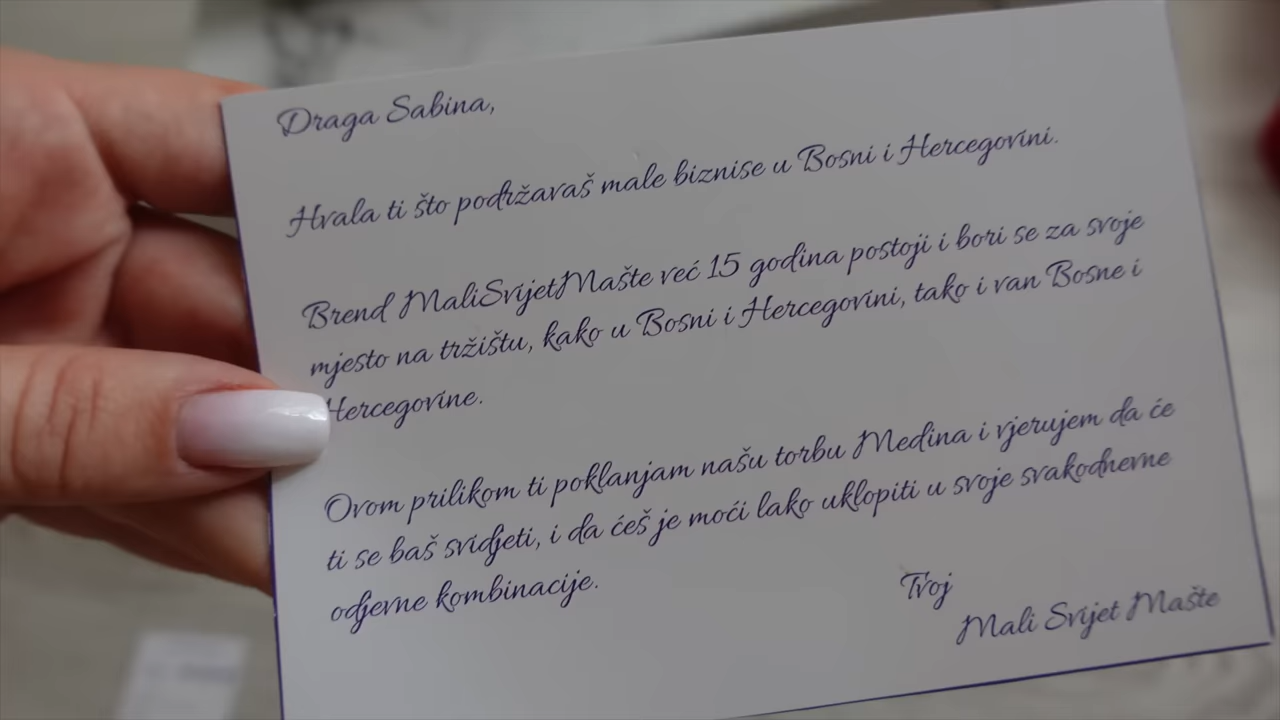 Draga Sabina,
Hvala ti što podržavaš male biznise u Bosni i Hercegovini.
Brend MaliSvijetMašte već 15 godina postoji i bori se za svoje
mjesto na tržištu, kako u Bosni i Hercegovini, tako i van Bosne i
Hercegovine.
Ovom prilikom ti poklanjam našu torbu Medina i vjerujem da će
ti se baš svidjeti, i da ćeš je moći lako uklopiti u svoje svakodnevne
odjevne kombinacije.
Tvoj
Mali Svijet Mašte